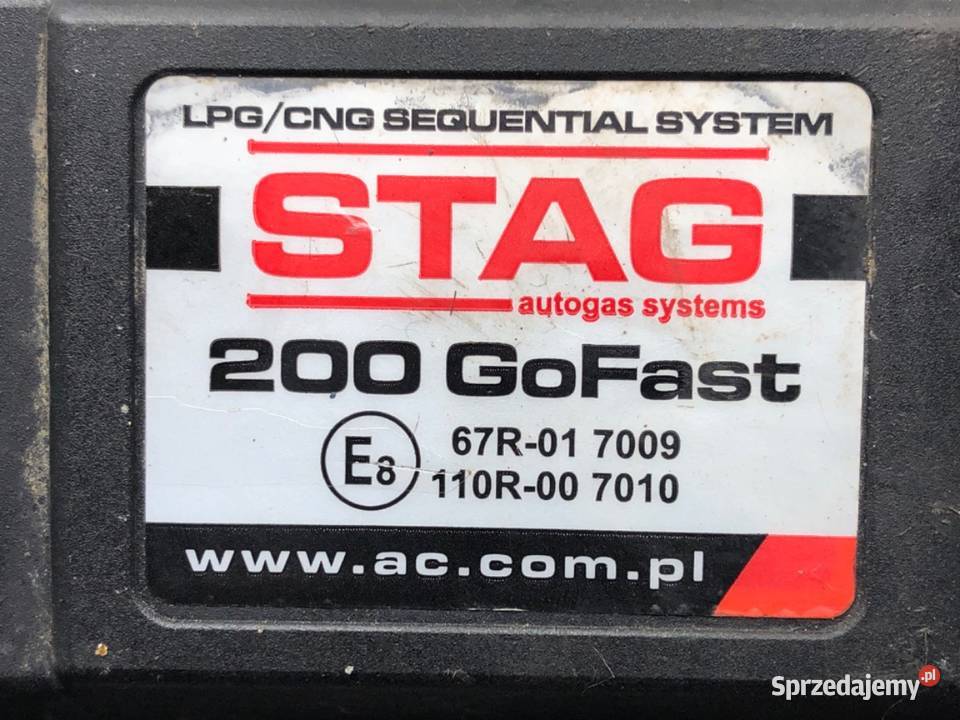 LPG/CNG SEQUENTIAL SYSTEM
STAG
autogas systems
200 GoFast
E8 67R-01 7009
110R-00 7010
www.ac.com.pl
Sprzedajemy.pl